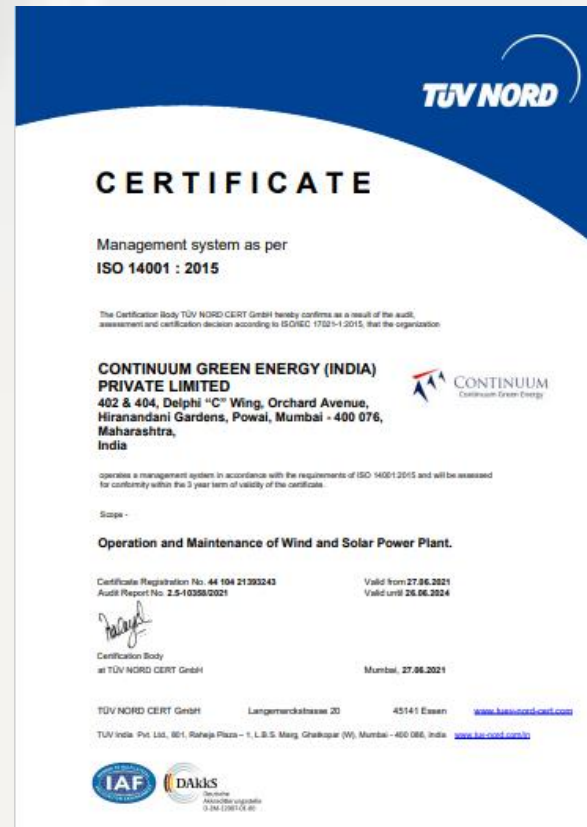 TÜV NORD
CERTIFICATE
Management system as per
ISO 14001 : 2015
The Certification Body TÜV NORD CERT GmbH hereby confirms as a result of the audit,
assessment and certification decision according to ISO/IEC 17021-1:2015, that the organization
CONTINUUM GREEN ENERGY (INDIA)
PRIVATE LIMITED
402 & 404, Delphi “C” Wing, Orchard Avenue,
Hiranandani Gardens, Powai, Mumbai - 400 076,
Maharashtra,
India
CONTINUUM
Continuum Green Energy
operates a management system in accordance with the requirements of ISO 14001:2015 and will be assessed
for conformity within the 3 year term of validity of the certificate.
Scope -
Operation and Maintenance of Wind and Solar Power Plant.
Certificate Registration No. 44 104 21393243
Audit Report No. 2.5-10358/2021
Valid from 27.06.2021
Valid until 26.06.2024
Certification Body
at TÜV NORD CERT GmbH
Mumbai, 27.06.2021
TÜV NORD CERT GmbH Langemarckstrasse 20 45141 Essen
TUV India Pvt. Ltd., 801, Raheja Plaza – 1, L.B.S. Marg, Ghatkopar (W), Mumbai - 400 086, India www.tuv-nord.com/in
IAF
DAkkS
Deutsche
Akkreditierungsstelle